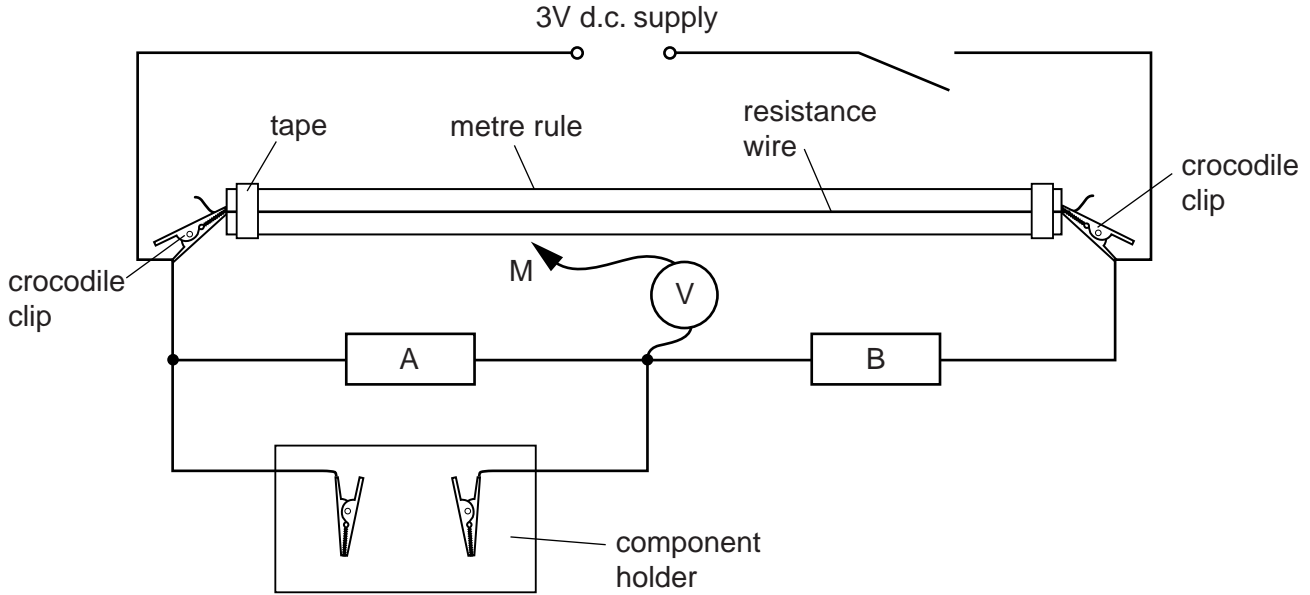 3V d.c. supply
tape
metre rule
resistance
wire
crocodile
clip
crocodile
clip
M
V
A
B
component
holder